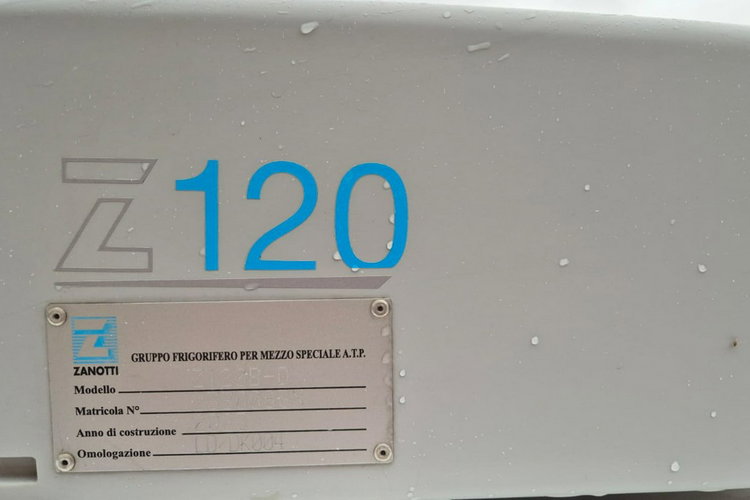 Z120
ZANOTTI
GRUPPO FRIGORIFERO PER MEZZO SPECIALE A.T.P.
Modello
Matricola N°
Anno di costruzione
Omologazione